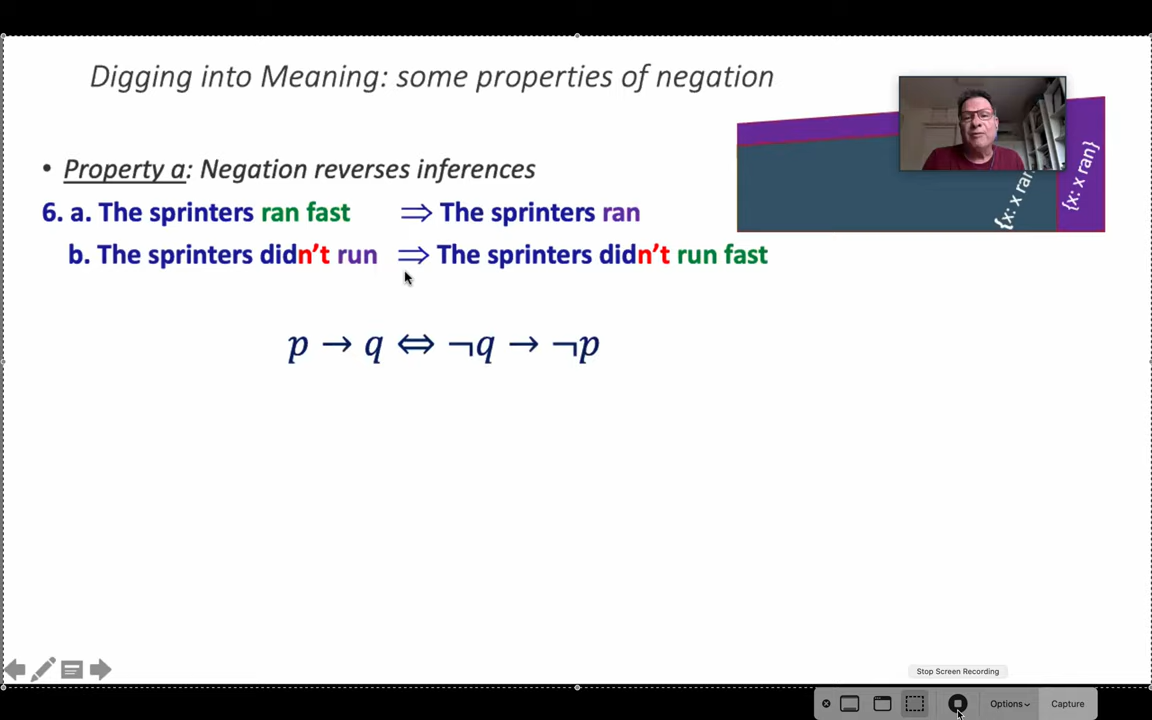 Digging into Meaning: some properties of negation
• Property a: Negation reverses inferences
6. a. The sprinters ran fast ⟹ The sprinters ran
b. The sprinters didn't run ⟹ The sprinters didn't run fast
p → q ⇔ ¬q → ¬p
{x: x ran
{x: x ran}
Stop Screen Recording
Options
Capture